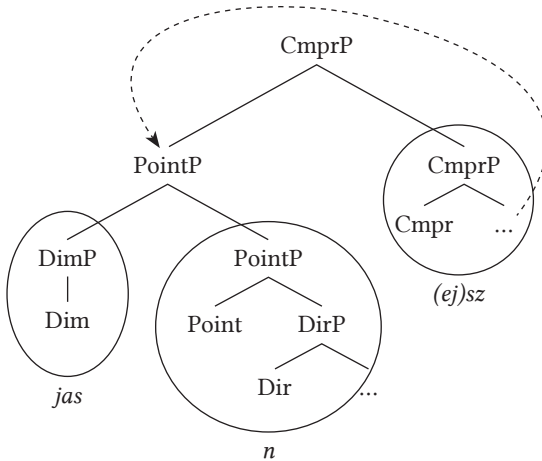 CmprP
PointP CmprP
Cmpr ...
DimP PointP (ej)sz
Dim Point DirP
jas Dir ...
n